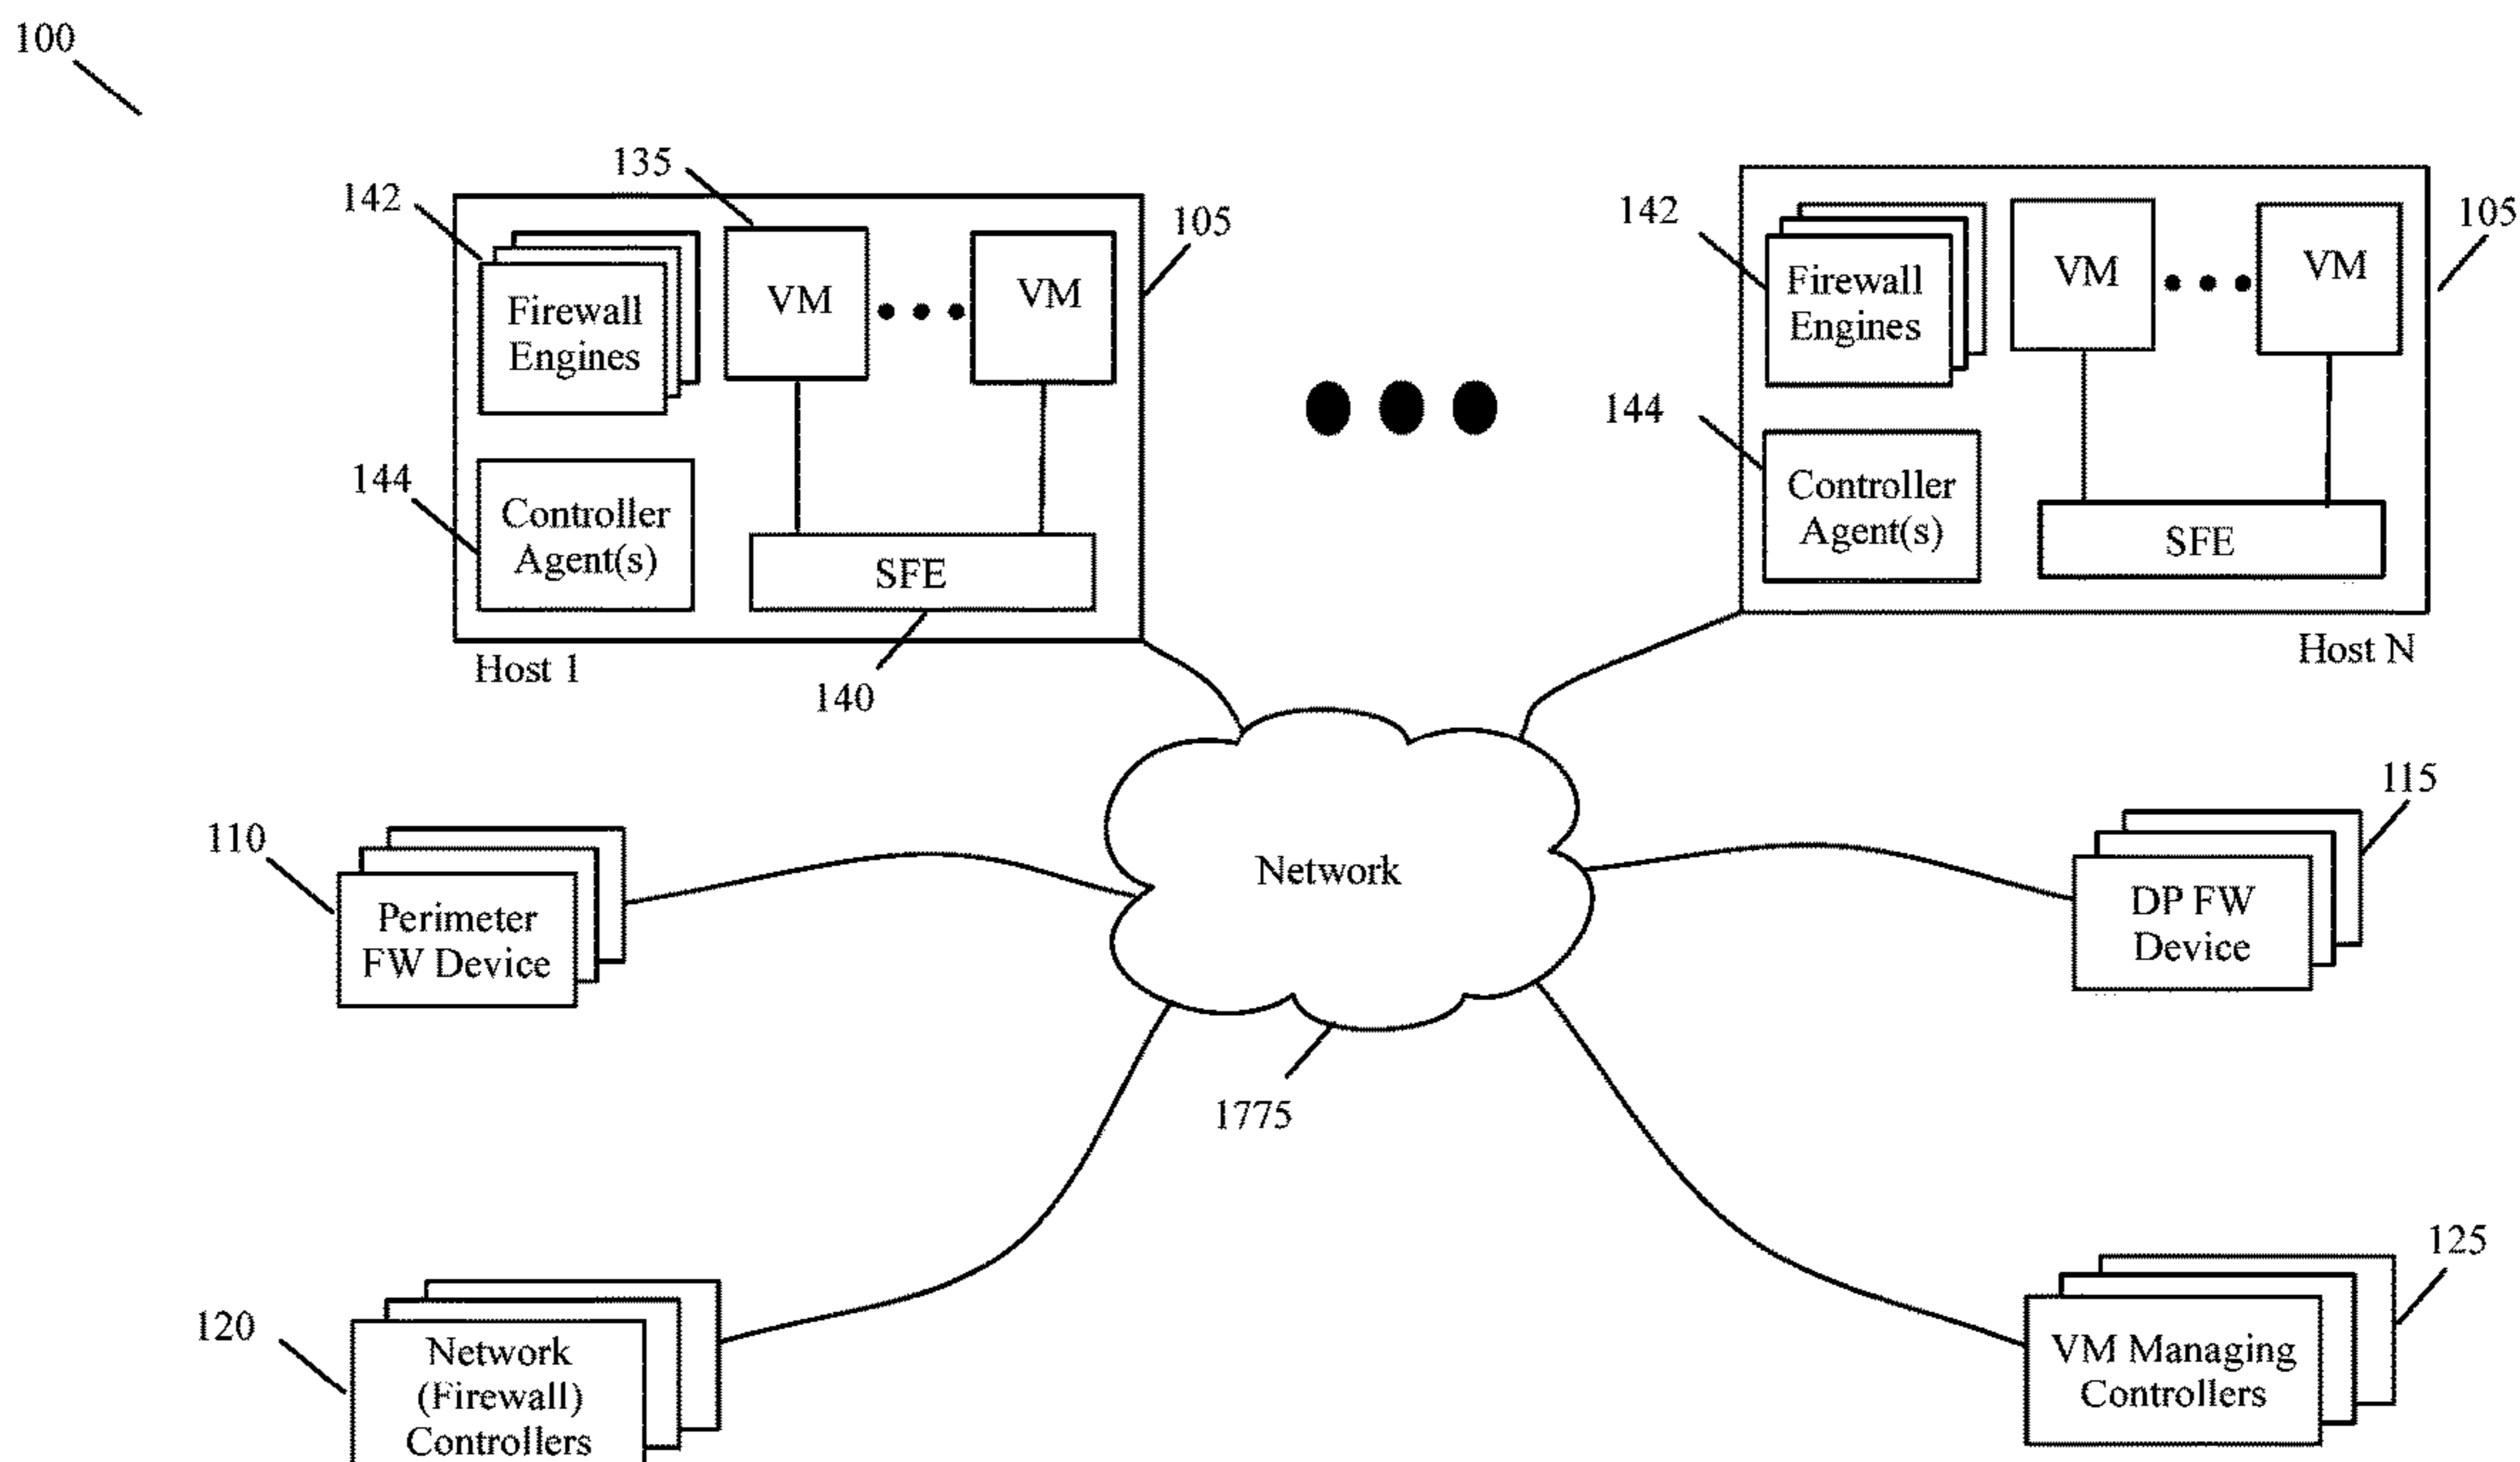 100
135
142
105
142
105
Firewall
Engines
VM
VM
Firewall
Engines
VM
VM
144
Controller
Agent(s)
SFE
144
Controller
Agent(s)
SFE
Host 1
140
Host N
110
Perimeter
FW Device
Network
115
DP FW
Device
1775
120
Network
(Firewall)
Controllers
125
VM Managing
Controllers